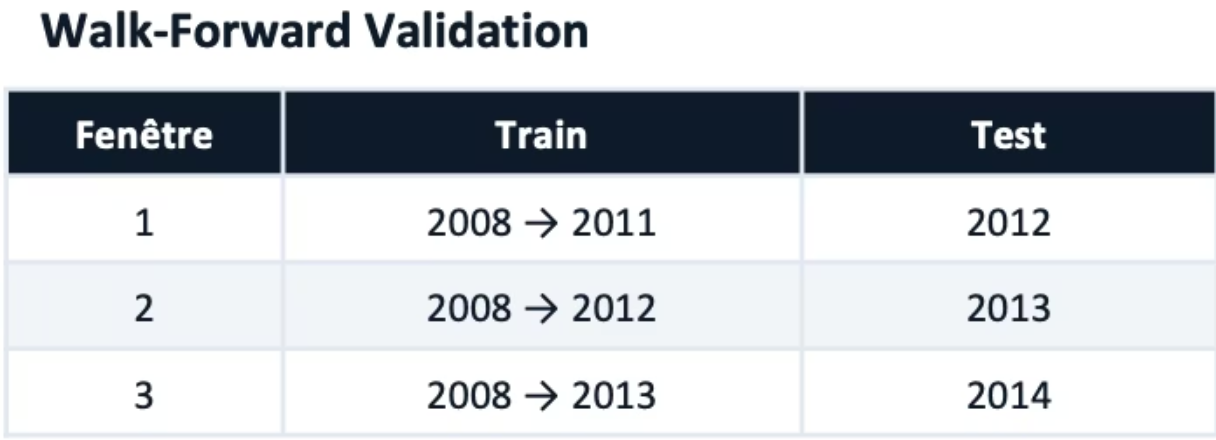 Walk-Forward Validation
Fenêtre Train Test
1 2008 → 2011 2012
2 2008 → 2012 2013
3 2008 → 2013 2014